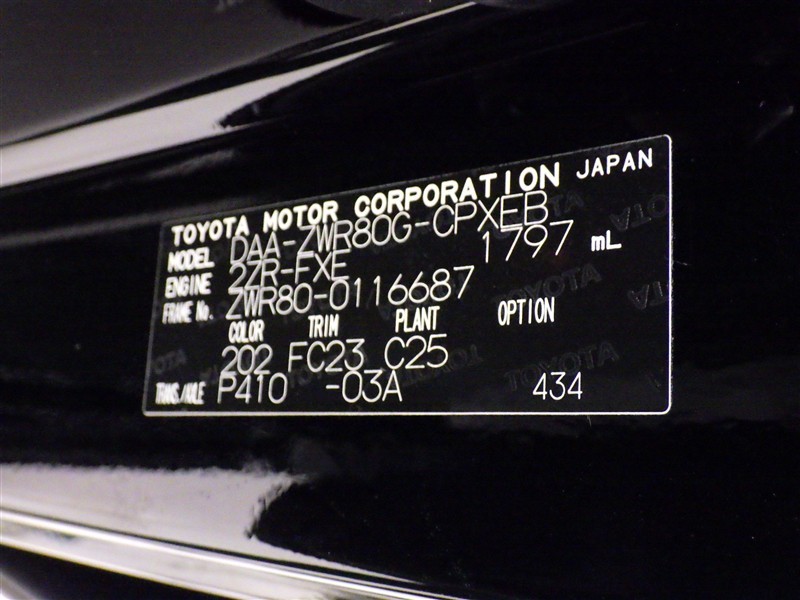 TOYOTA MOTOR CORPORATION JAPAN
MODEL DAA-ZWR80G-CPXEB
ENGINE 2ZR-FXE 1797 mL
FRAME No. ZWR80-0116687
COLOR TRIM PLANT OPTION
202 FC23 C25
TRANS./AXLE P410 -03A 434